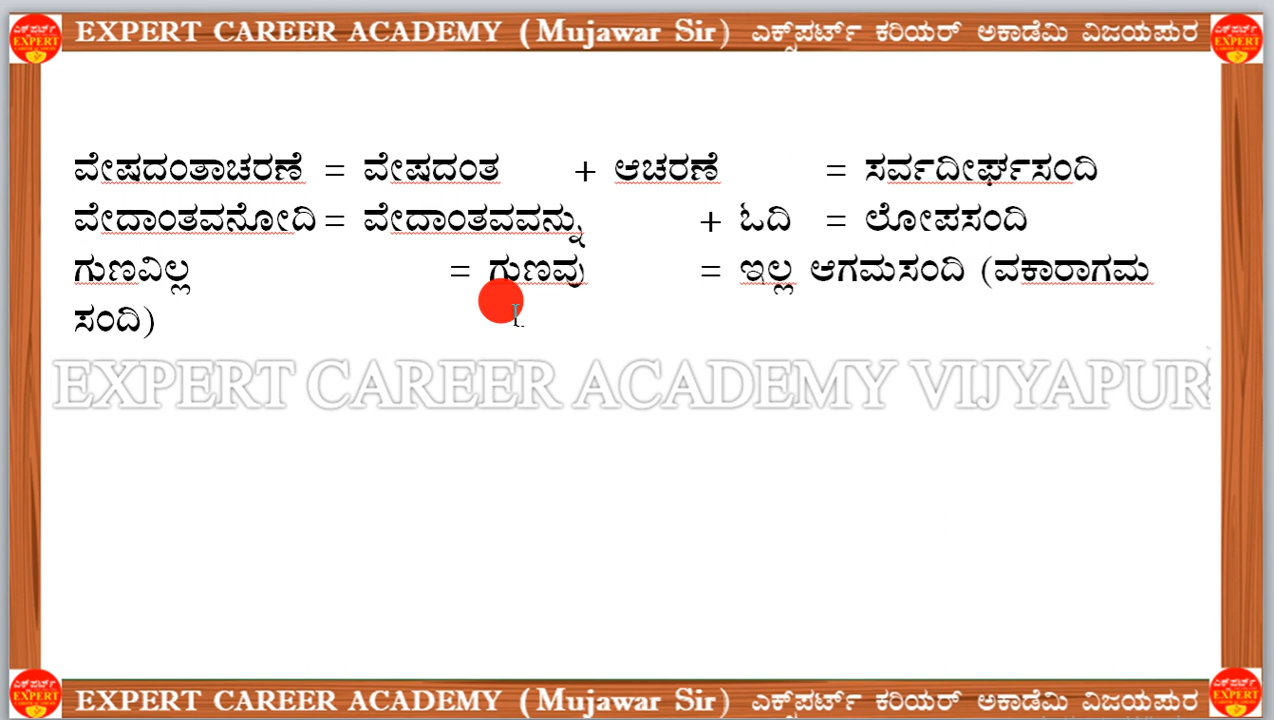 EXPERT CAREER ACADEMY (Mujawar Sir) ಎಕ್ಸ್‌ಪರ್ಟ್ ಕರಿಯರ್ ಅಕಾಡೆಮಿ ವಿಜಯಪುರ
ವೇಷದಂತಾಚರಣೆ = ವೇಷದಂತ + ಆಚರಣೆ = ಸರ್ವದೀರ್ಘಸಂದಿ
ವೇದಾಂತವನೋದಿ = ವೇದಾಂತವವನ್ನು + ಓದಿ = ಲೋಪಸಂದಿ
ಗುಣವಿಲ್ಲ = ಗುಣವು = ಇಲ್ಲ ಆಗಮಸಂದಿ (ವಕಾರಾಗಮ
ಸಂದಿ)
EXPERT CAREER ACADEMY VIJYAPUR
EXPERT CAREER ACADEMY (Mujawar Sir) ಎಕ್ಸ್‌ಪರ್ಟ್ ಕರಿಯರ್ ಅಕಾಡೆಮಿ ವಿಜಯಪುರ